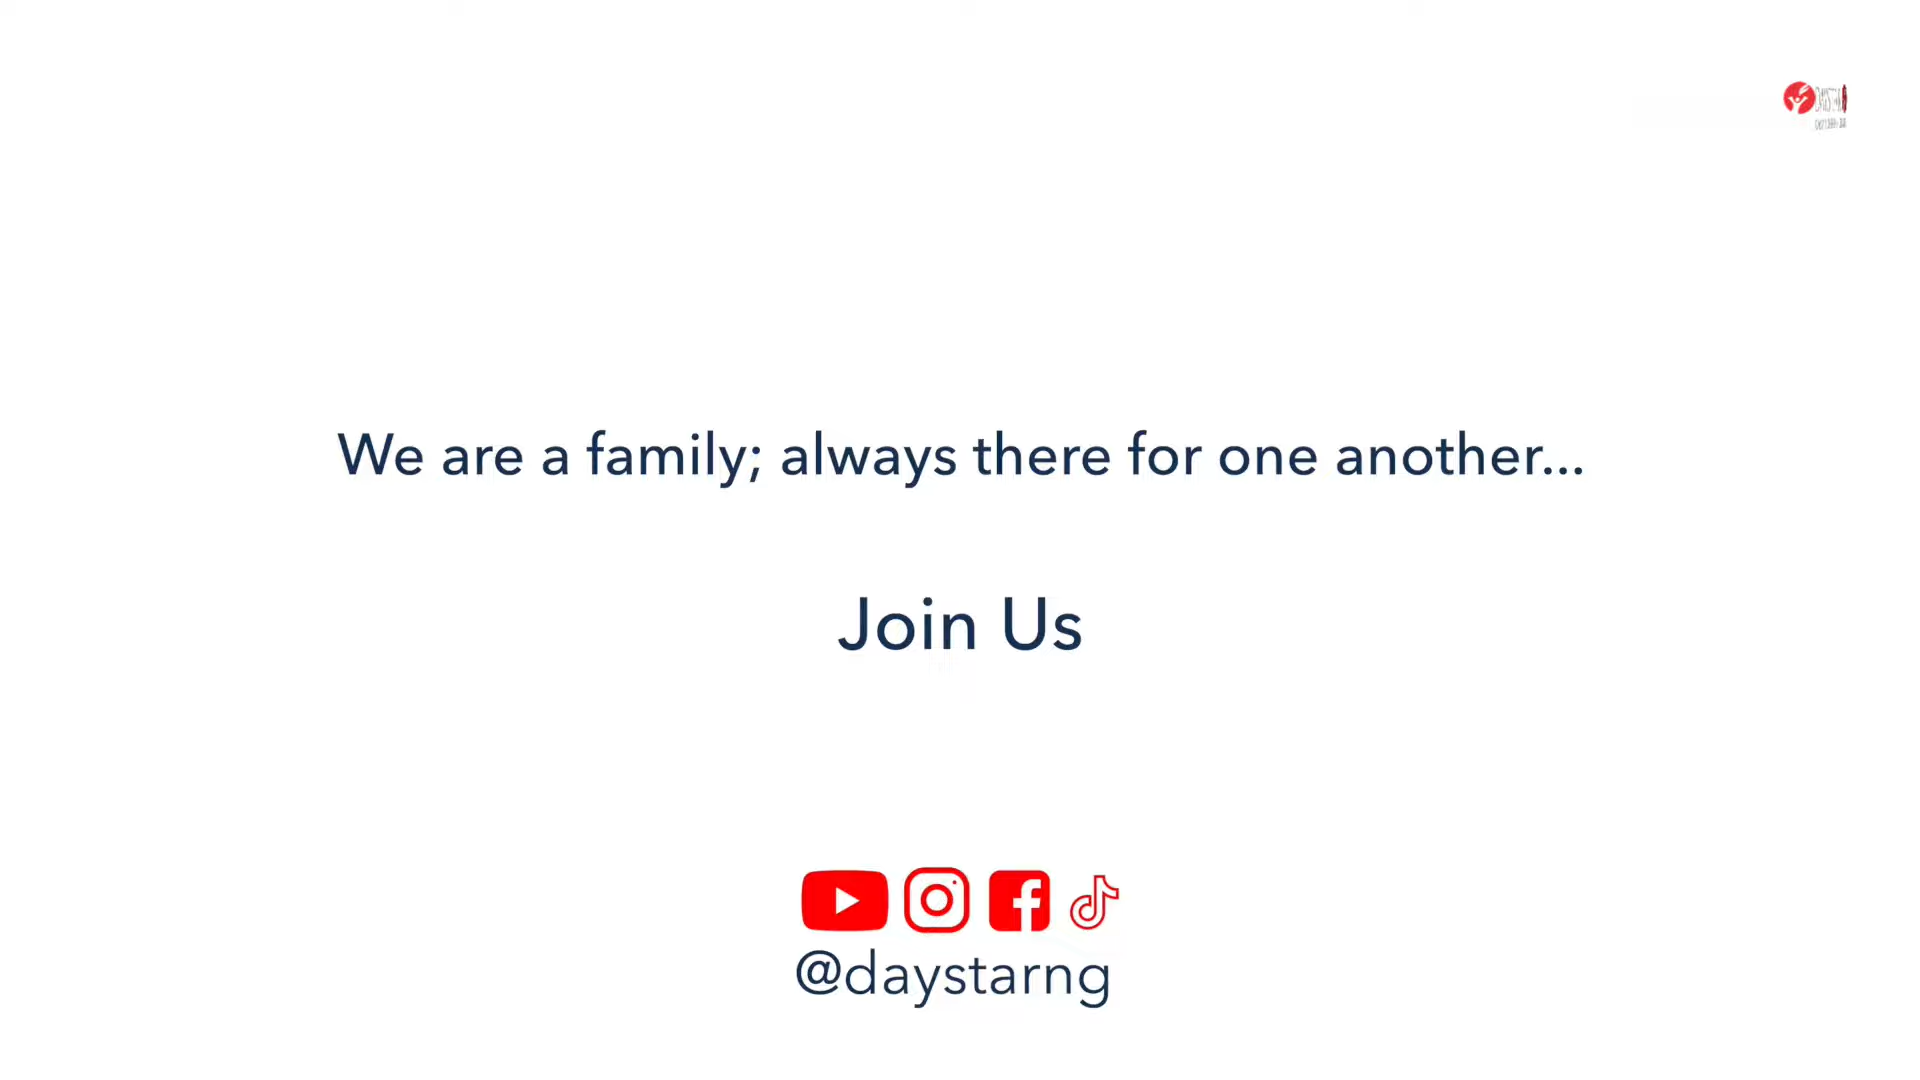 We are a family; always there for one another...
Join Us
@daystarng